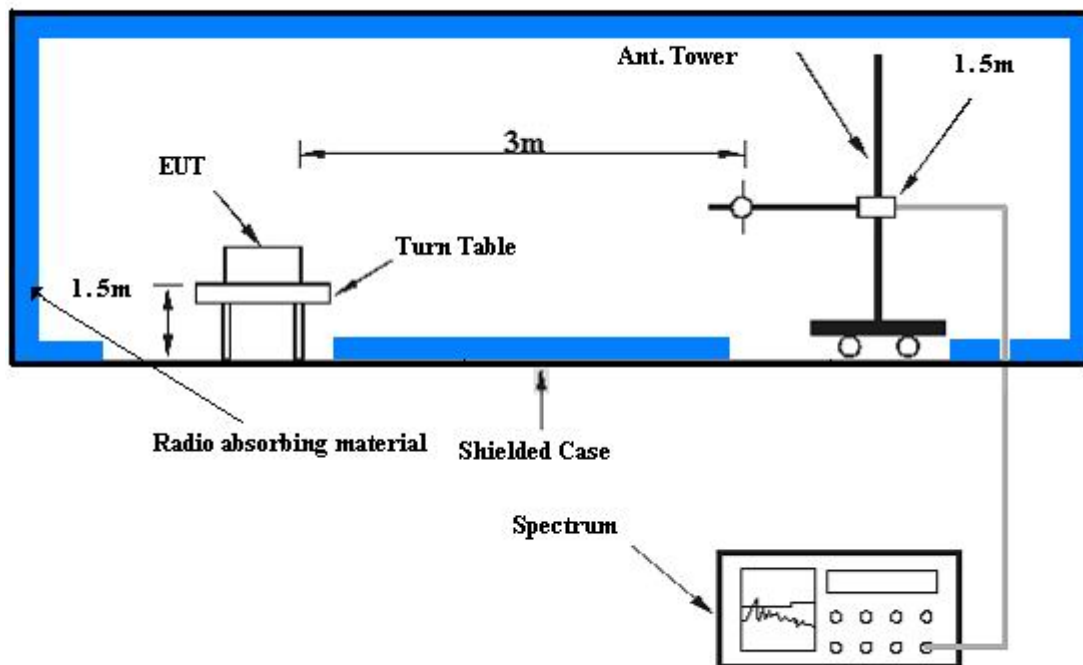 Ant. Tower
1.5m
3m
EUT
Turn Table
1.5m
Radio absorbing material
Shielded Case
Spectrum